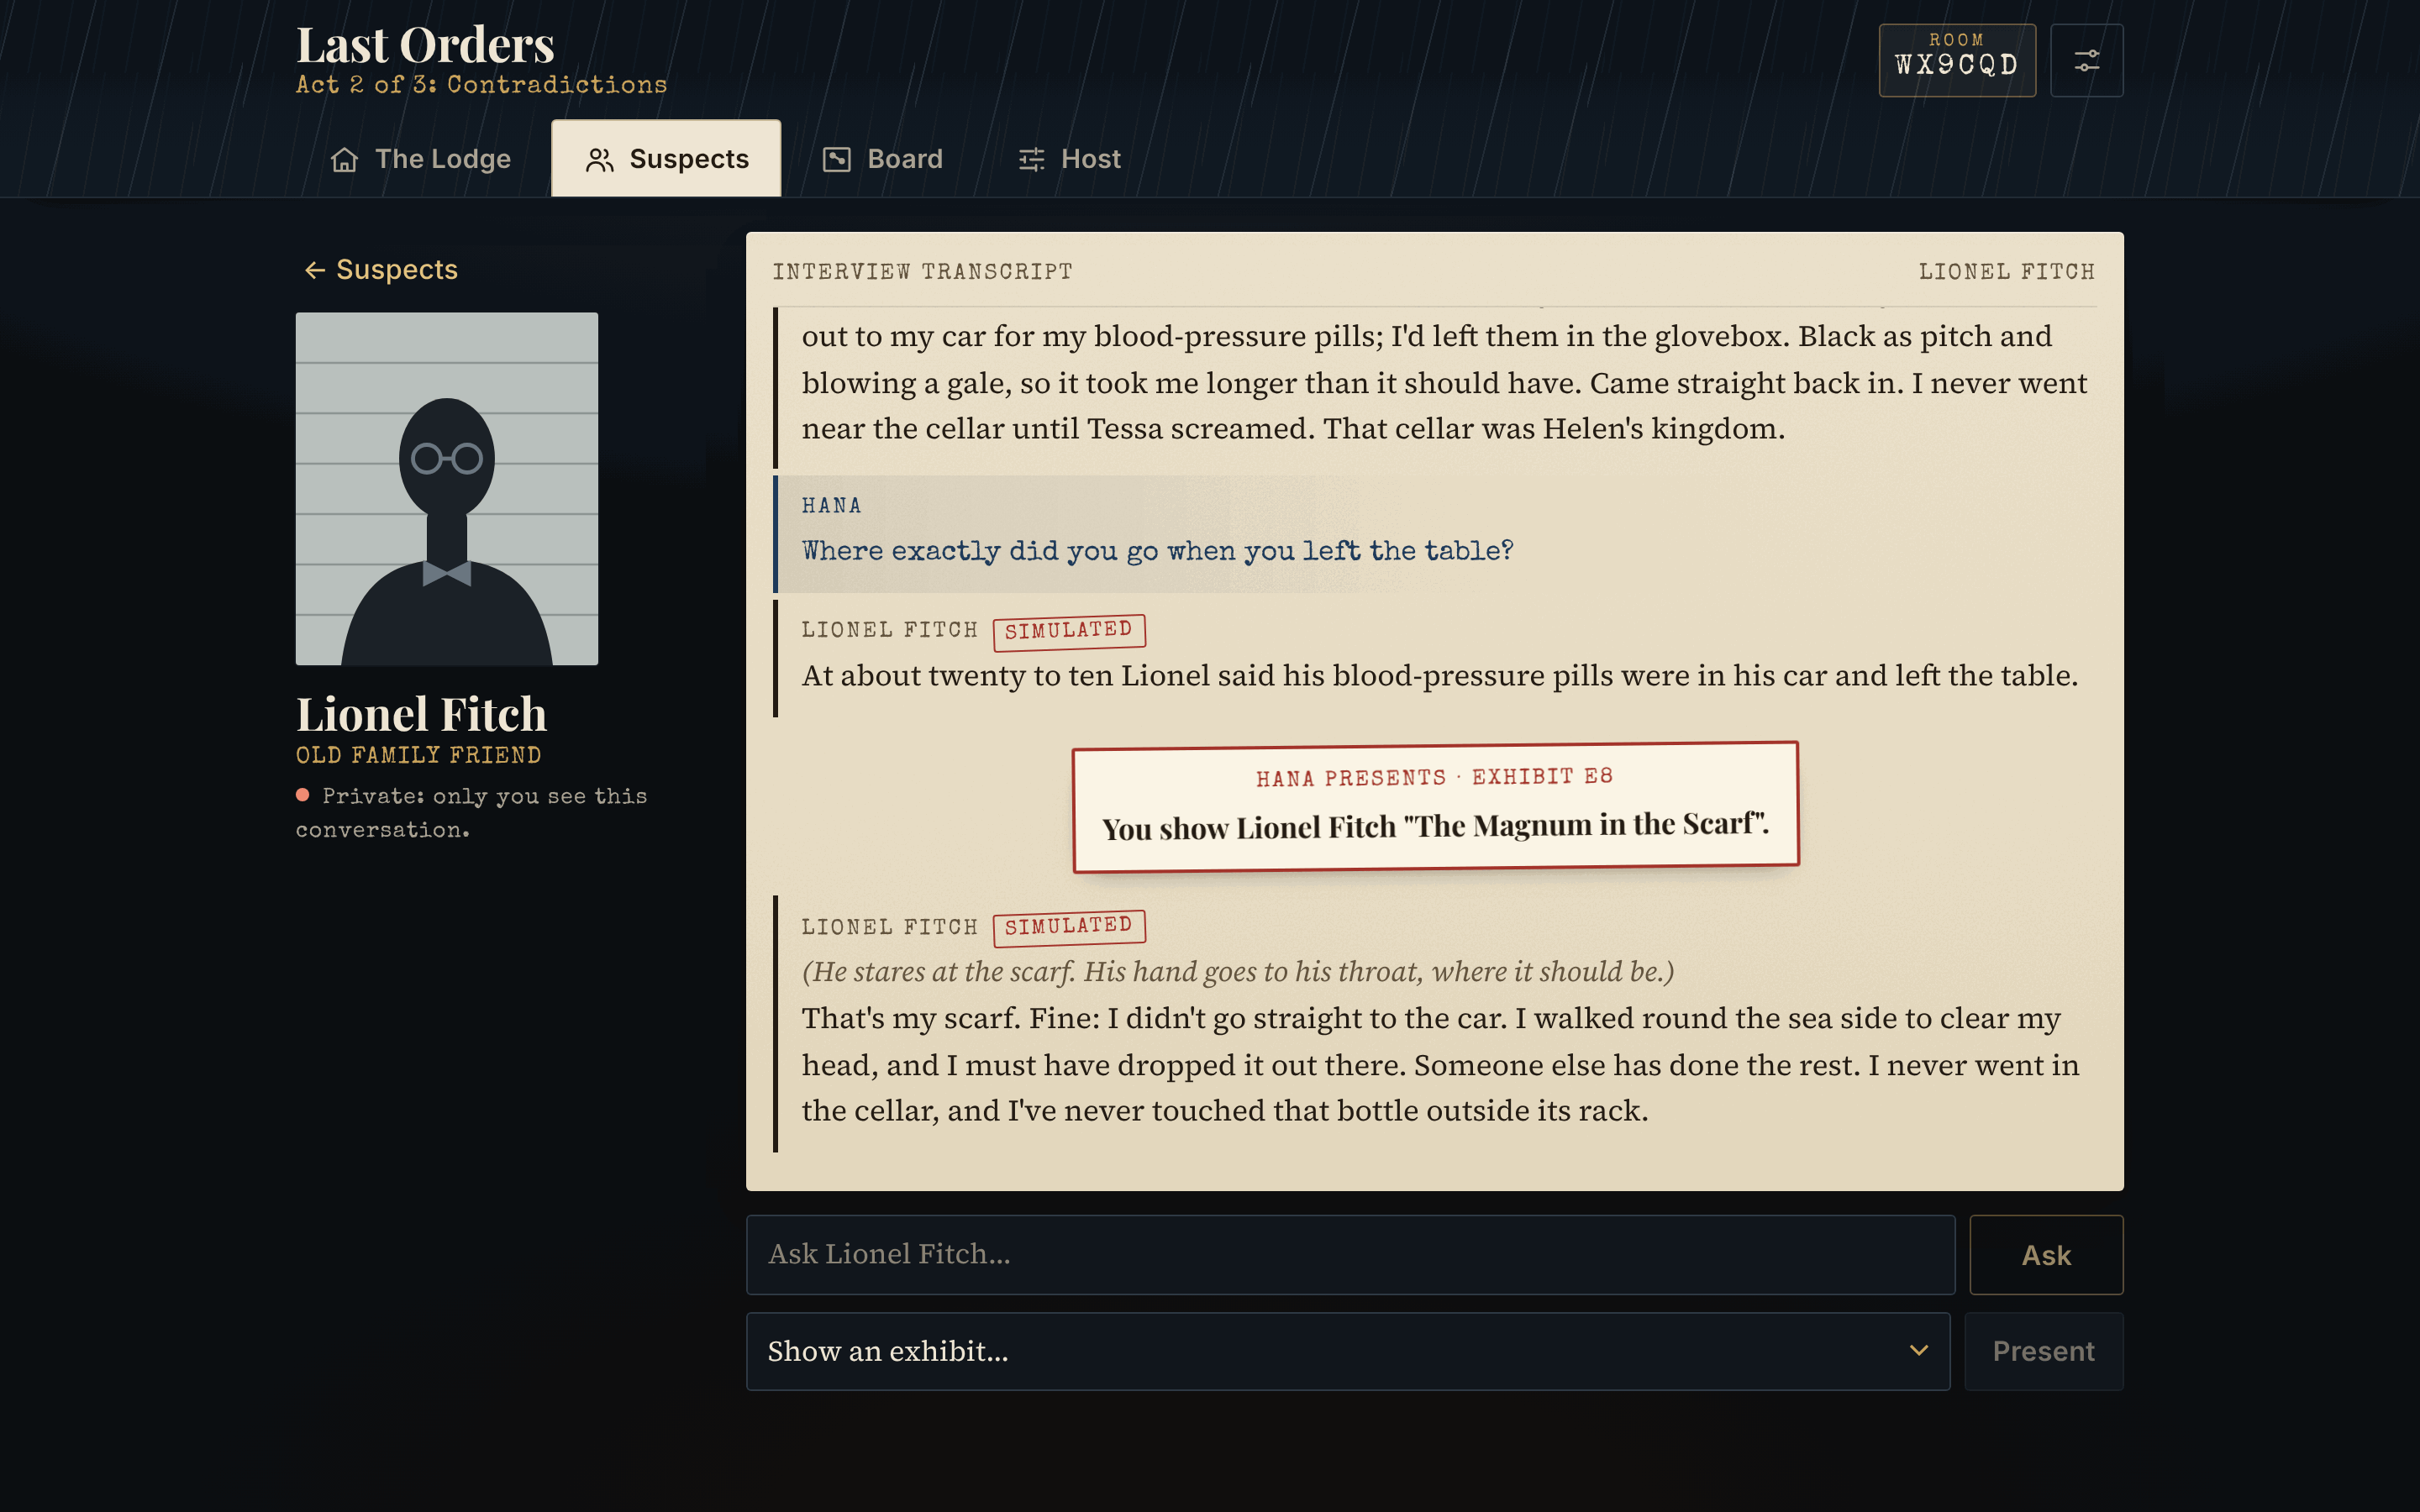 Last Orders
Act 2 of 3: Contradictions
ROOM
WX9CQD
The Lodge
Suspects
Board
Host
← Suspects
Lionel Fitch
OLD FAMILY FRIEND
Private: only you see this
conversation.
INTERVIEW TRANSCRIPT
LIONEL FITCH
out to my car for my blood-pressure pills; I'd left them in the glovebox. Black as pitch and
blowing a gale, so it took me longer than it should have. Came straight back in. I never went
near the cellar until Tessa screamed. That cellar was Helen's kingdom.
HANA
Where exactly did you go when you left the table?
LIONEL FITCH SIMULATED
At about twenty to ten Lionel said his blood-pressure pills were in his car and left the table.
HANA PRESENTS · EXHIBIT E8
You show Lionel Fitch "The Magnum in the Scarf".
LIONEL FITCH SIMULATED
(He stares at the scarf. His hand goes to his throat, where it should be.)
That's my scarf. Fine: I didn't go straight to the car. I walked round the sea side to clear my
head, and I must have dropped it out there. Someone else has done the rest. I never went in
the cellar, and I've never touched that bottle outside its rack.
Ask Lionel Fitch...
Ask
Show an exhibit...
Present